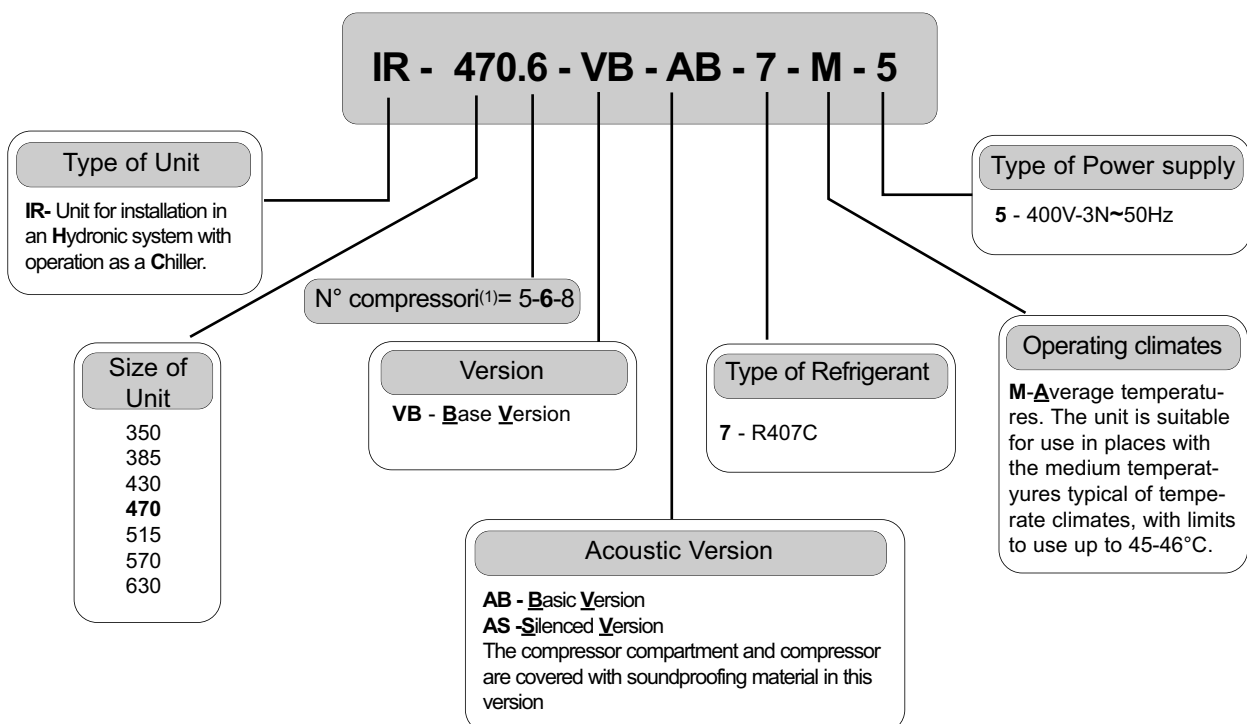 IR - 470.6 - VB - AB - 7 - M - 5
Type of Unit
IR- Unit for installation in
an Hydronic system with
operation as a Chiller.
Type of Power supply
5 - 400V-3N~50Hz
N° compressori(1)= 5-6-8
Size of
Unit
350
385
430
470
515
570
630
Version
VB - Base Version
Type of Refrigerant
7 - R407C
Operating climates
M-Average temperatu-
res. The unit is suitable
for use in places with
the medium temperat-
yures typical of tempe-
rate climates, with limits
to use up to 45-46°C.
Acoustic Version
AB - Basic Version
AS -Silenced Version
The compressor compartment and compressor
are covered with soundproofing material in this
version